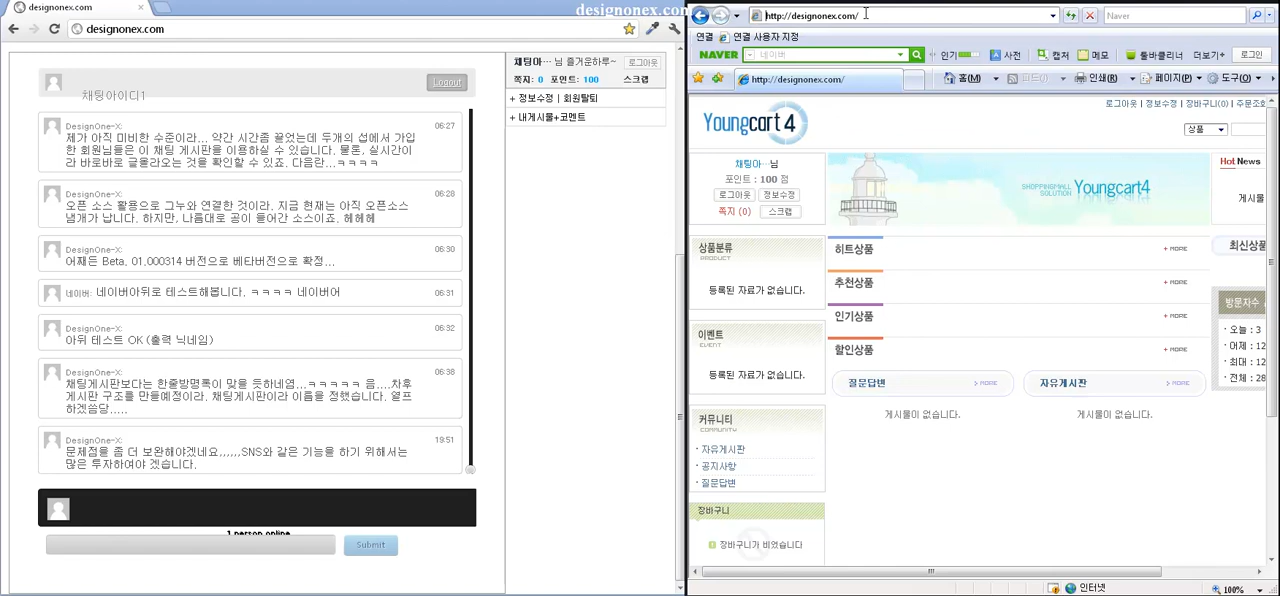 designonex.com
designonex.com
designonex.com
Logout
채팅아이디1
DesignOne-X: 06:27
제가 아직 미비한 수준이라... 약간 시간좀 끌었는데 두개의 섭에서 가입
한 회원님들은 이 채팅 게시판을 이용하실 수 있습니다. 물론, 실시간이
라 바로바로 글올라오는 것을 확인할 수 있죠. 다음란...ㅋㅋㅋㅋ
DesignOne-X: 06:28
오픈 소스 활용으로 그누와 연결한 것이라. 지금 현재는 아직 오픈소스
냄개가 납니다. 하지만, 나름대로 공이 들어간 소스이죠. 헤헤헤
DesignOne-X: 06:30
어째든 Beta. 01.000314 버전으로 베타버전으로 확정...
네이버: 네이버아뒤로 테스트해봅니다. ㅋㅋㅋㅋ 네이버어 06:31
DesignOne-X: 06:32
아뒤 테스트 OK (출력 닉네임)
DesignOne-X: 06:38
채팅게시판보다는 한줄방명록이 맞을 듯하네염...ㅋㅋㅋㅋㅋ 음....차후
게시판 구조를 만들예정이라. 채팅게시판이라 이름을 정했습니다. 열프
하겠씀당.....
DesignOne-X: 19:51
문제점을 좀 더 보완해야겠네요,,,,,,SNS와 같은 기능을 하기 위해서는
많은 투자하여야 겠습니다.
1 person online
Submit
채팅아… 님 즐거운하루~ 로그아웃
쪽지: 0 포인트: 100 스크랩
+ 정보수정 | 회원탈퇴
+ 내게시물+코멘트
http://designonex.com/
Naver
연결 연결 사용자 지정
NAVER 네이버 인기 사전 캡처 메모 툴바클리너 더보기+ 로그인
http://designonex.com/ 홈(M) 피드(J) 인쇄(R) 페이지(P) 도구(O)
로그아웃 | 정보수정 | 장바구니(0) | 주문조회
Youngcart 4
상품
채팅아…님
포인트 : 100 점
로그아웃 정보수정
쪽지 (0) 스크랩
SHOPPINGMALL SOLUTION Youngcart4
Hot News
게시물
상품분류
PRODUCT
등록된 자료가 없습니다.
히트상품 + MORE
추천상품 + MORE
인기상품 + MORE
할인상품 + MORE
최신상품
방문자수
· 오늘 : 3
· 어제 : 12
· 최대 : 12
· 전체 : 28
이벤트
EVENT
등록된 자료가 없습니다.
질문답변 > MORE
게시물이 없습니다.
자유게시판 > MORE
게시물이 없습니다.
커뮤니티
COMMUNITY
· 자유게시판
· 공지사항
· 질문답변
장바구니
장바구니가 비었습니다
인터넷
100%